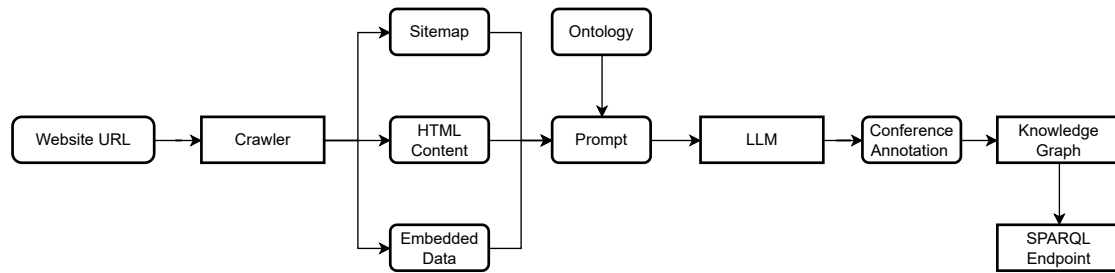 Sitemap
Ontology
Website URL
Crawler
HTML
Content
Prompt
LLM
Conference
Annotation
Knowledge
Graph
Embedded
Data
SPARQL
Endpoint